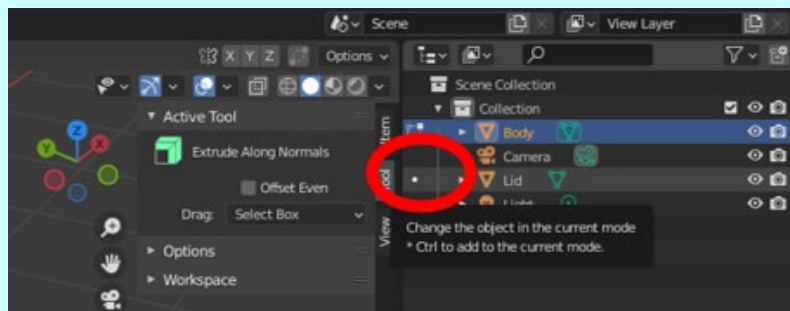 Scene
View Layer
X Y Z
Options
Scene Collection
Collection
Active Tool
Item
Body
Extrude Along Normals
Camera
Z
Y
X
Offset Even
Tool
Lid
Drag: Select Box
Light
View
Change the object in the current mode
* Ctrl to add to the current mode.
Options
Workspace